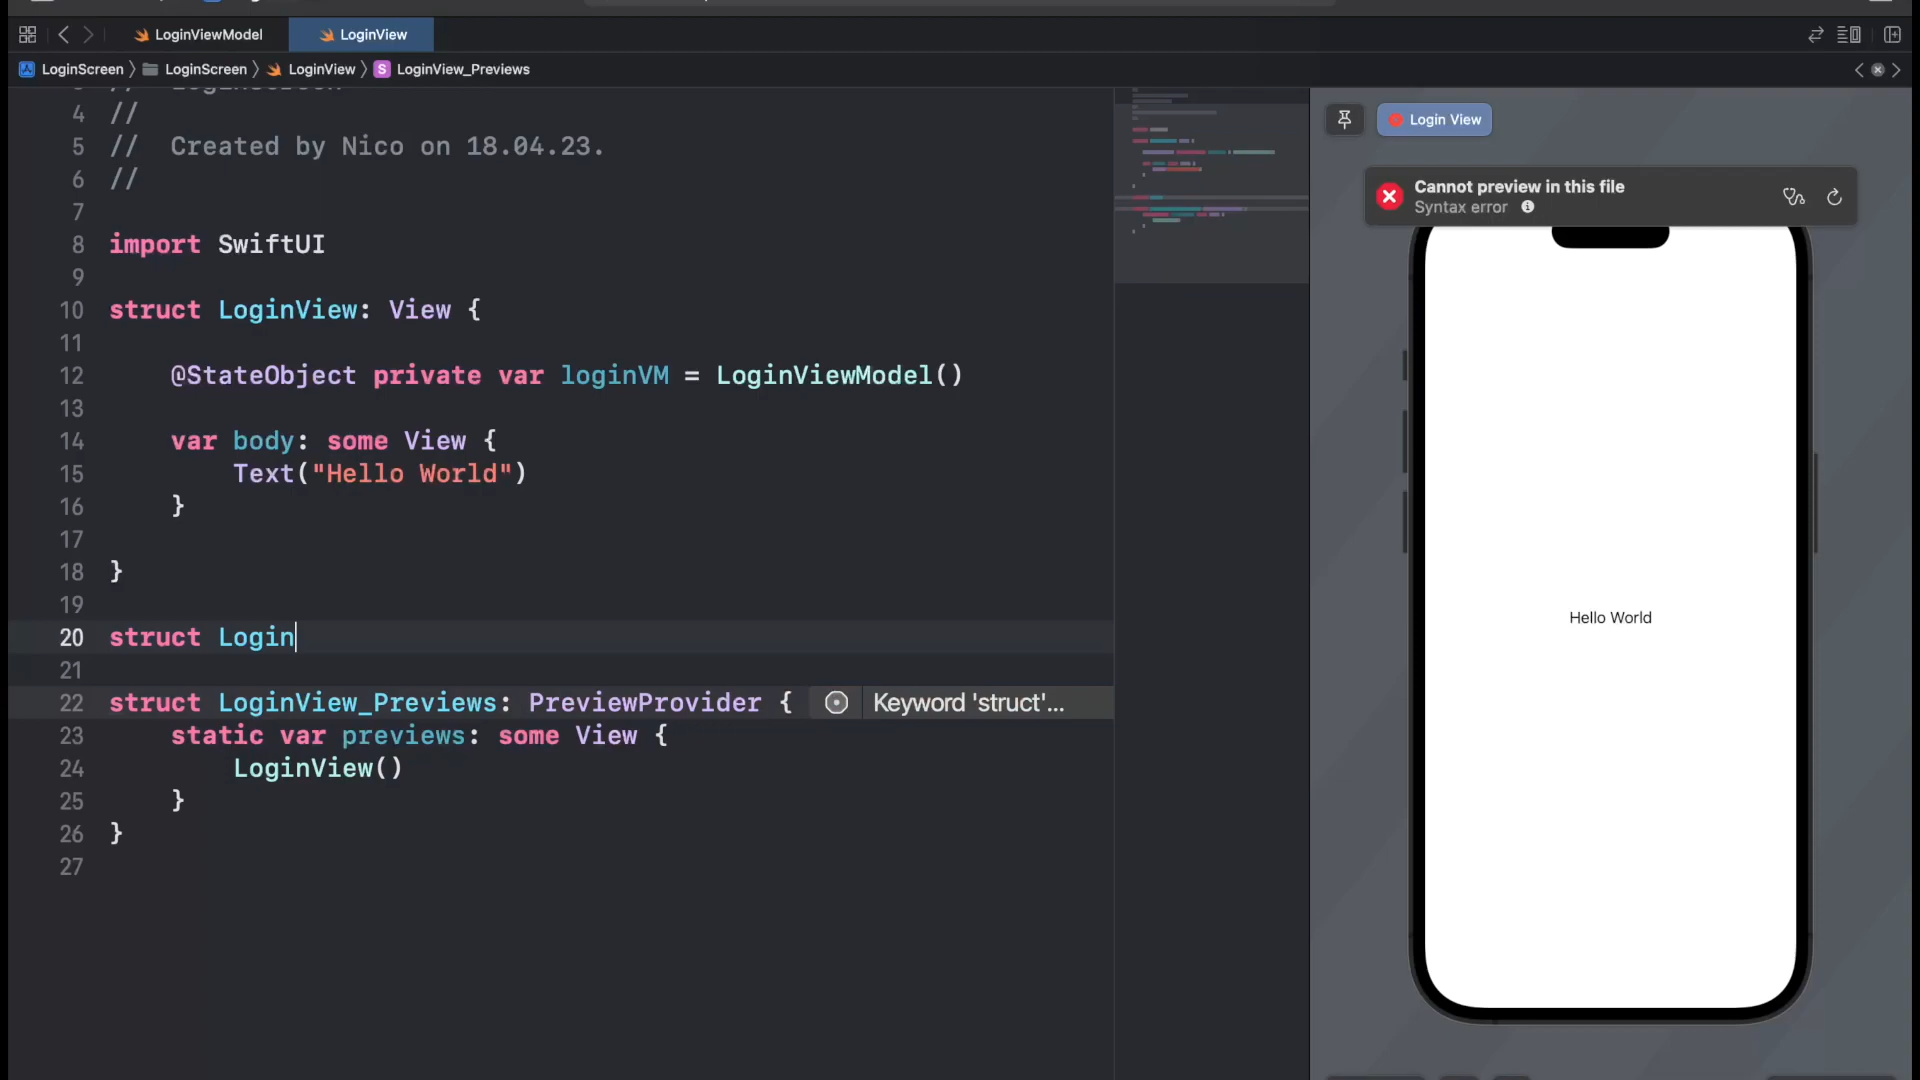 LoginViewModel
LoginView
LoginScreen
LoginScreen
LoginView
S
LoginView_Previews
4 //
5 //  Created by Nico on 18.04.23.
6 //
7
8 import SwiftUI
9
10 struct LoginView: View {
11
12     @StateObject private var loginVM = LoginViewModel()
13
14     var body: some View {
15         Text("Hello World")
16     }
17
18 }
19
20 struct Login
21
22 struct LoginView_Previews: PreviewProvider {
Keyword 'struct'...
23     static var previews: some View {
24         LoginView()
25     }
26 }
27
Login View
Cannot preview in this file
Syntax error
Hello World